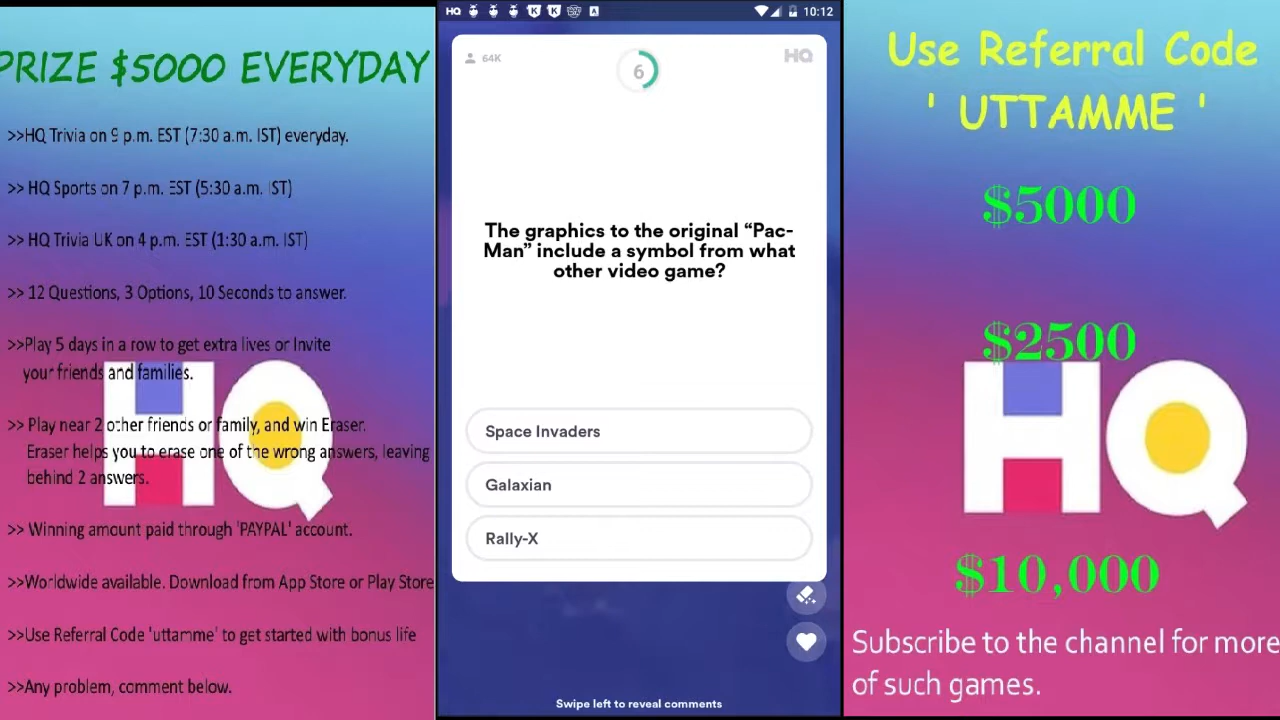 PRIZE $5000 EVERYDAY
>>HQ Trivia on 9 p.m. EST (7:30 a.m. IST) everyday.
>> HQ Sports on 7 p.m. EST (5:30 a.m. IST)
>> HQ Trivia UK on 4 p.m. EST (1:30 a.m. IST)
>> 12 Questions, 3 Options, 10 Seconds to answer.
>>Play 5 days in a row to get extra lives or Invite
your friends and families.
>> Play near 2 other friends or family, and win Eraser.
Eraser helps you to erase one of the wrong answers, leaving
behind 2 answers.
>> Winning amount paid through 'PAYPAL' account.
>>Worldwide available. Download from App Store or Play Store
>>Use Referral Code 'uttamme' to get started with bonus life
>>Any problem, comment below.
HQ
HQ K K A 10:12
64K 6 HQ
The graphics to the original “Pac-
Man” include a symbol from what
other video game?
Space Invaders
Galaxian
Rally-X
Swipe left to reveal comments
Use Referral Code
' UTTAMME '
$5000
$2500
HQ
$10,000
Subscribe to the channel for more
of such games.